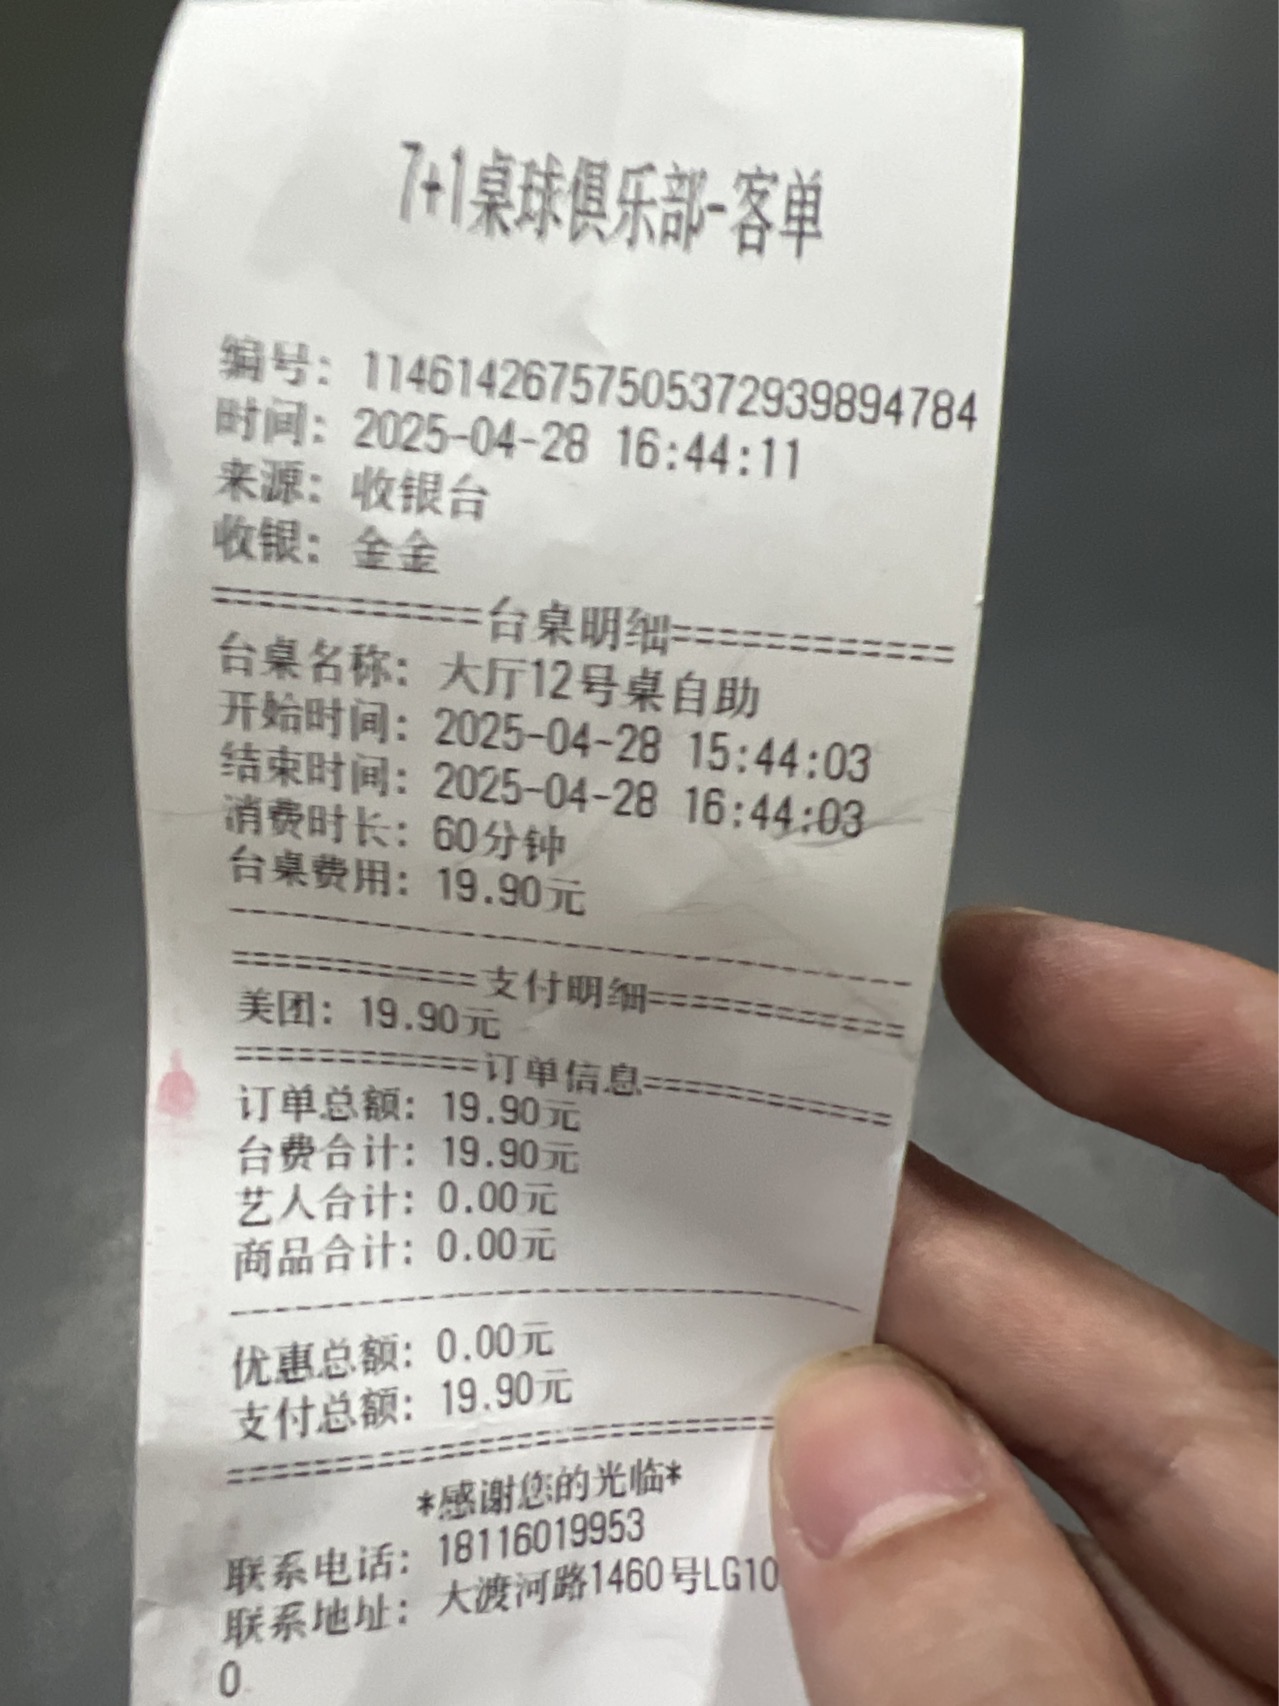 7+1桌球俱乐部-客单
编号: 11461426757505372939894784
时间: 2025-04-28 16:44:11
来源: 收银台
收银: 金金
============台桌明细=============
台桌名称: 大厅12号桌自助
开始时间: 2025-04-28 15:44:03
结束时间: 2025-04-28 16:44:03
消费时长: 60分钟
台桌费用: 19.90元
--------------------------------
============支付明细=============
美团: 19.90元
============订单信息=============
订单总额: 19.90元
台费合计: 19.90元
艺人合计: 0.00元
商品合计: 0.00元
--------------------------------
优惠总额: 0.00元
支付总额: 19.90元
================================
*感谢您的光临*
联系电话: 18116019953
联系地址: 大渡河路1460号LG10
0